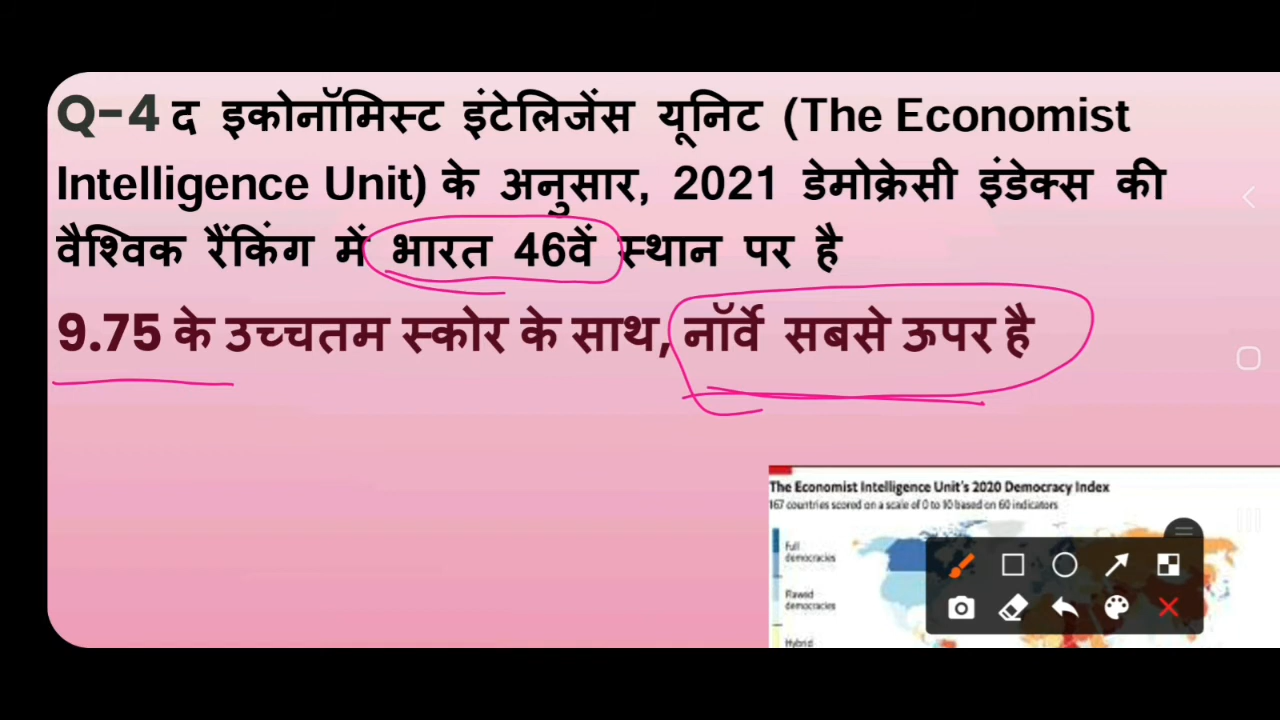 Q-4 द इकोनॉमिस्ट इंटेलिजेंस यूनिट (The Economist
Intelligence Unit) के अनुसार, 2021 डेमोक्रेसी इंडेक्स की
वैश्विक रैंकिंग में भारत 46वें स्थान पर है
9.75 के उच्चतम स्कोर के साथ, नॉर्वे सबसे ऊपर है
The Economist Intelligence Unit's 2020 Democracy Index
167 countries scored on a scale of 0 to 10 based on 60 indicators
Full
democracies
Flawed
democracies
Hybrid